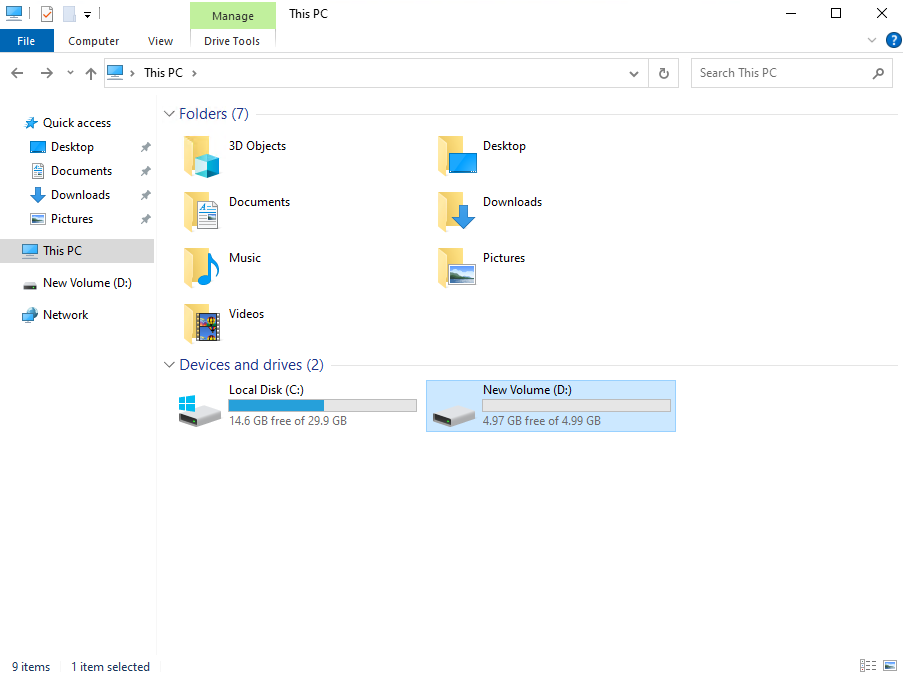 Manage
This PC
File
Computer
View
Drive Tools
?
This PC
Search This PC
Quick access
Desktop
Documents
Downloads
Pictures
This PC
New Volume (D:)
Network
Folders (7)
3D Objects
Desktop
Documents
Downloads
Music
Pictures
Videos
Devices and drives (2)
Local Disk (C:)
14.6 GB free of 29.9 GB
New Volume (D:)
4.97 GB free of 4.99 GB
9 items
1 item selected